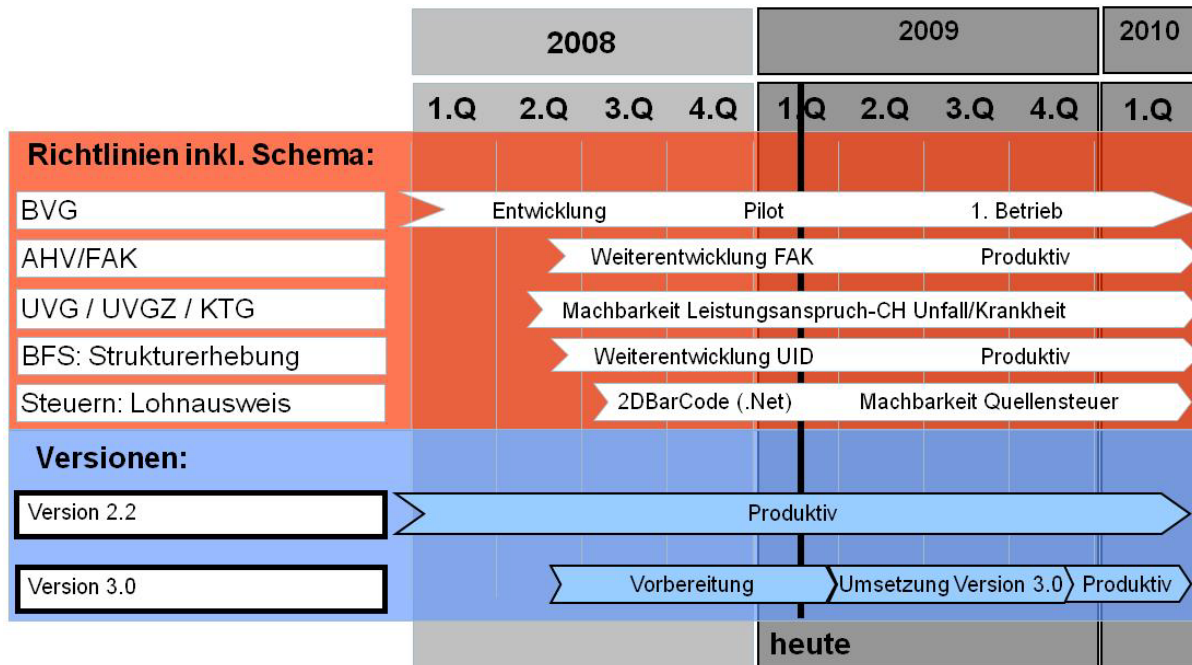 2008 2009 2010
1.Q 2.Q 3.Q 4.Q 1.Q 2.Q 3.Q 4.Q 1.Q
Richtlinien inkl. Schema:
BVG Entwicklung Pilot 1. Betrieb
AHV/FAK Weiterentwicklung FAK Produktiv
UVG / UVGZ / KTG Machbarkeit Leistungsanspruch-CH Unfall/Krankheit
BFS: Strukturerhebung Weiterentwicklung UID Produktiv
Steuern: Lohnausweis 2DBarCode (.Net) Machbarkeit Quellensteuer
Versionen:
Version 2.2 Produktiv
Version 3.0 Vorbereitung Umsetzung Version 3.0 Produktiv
heute